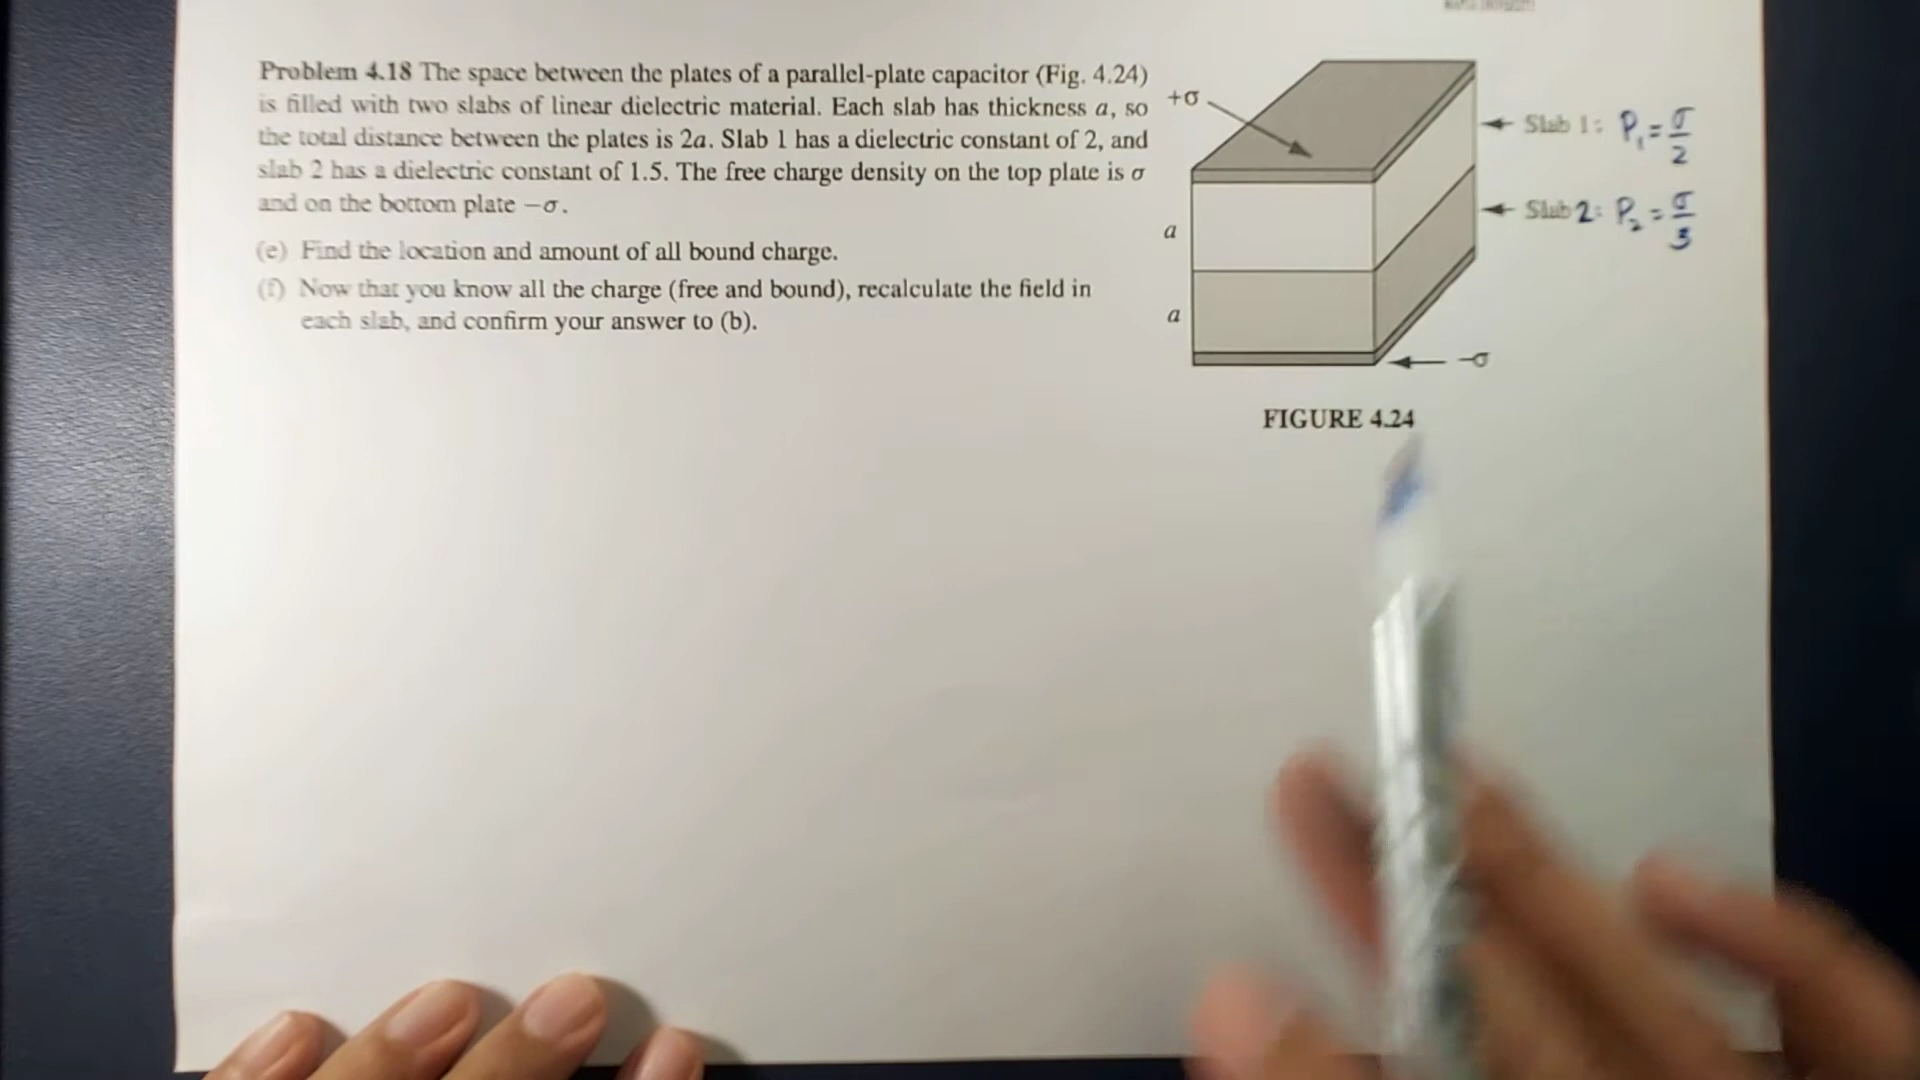 Problem 4.18 The space between the plates of a parallel-plate capacitor (Fig. 4.24)
is filled with two slabs of linear dielectric material. Each slab has thickness a, so
the total distance between the plates is 2a. Slab 1 has a dielectric constant of 2, and
slab 2 has a dielectric constant of 1.5. The free charge density on the top plate is σ
and on the bottom plate −σ.
(e) Find the location and amount of all bound charge.
(f) Now that you know all the charge (free and bound), recalculate the field in
each slab, and confirm your answer to (b).
+σ
Slab 1: P₁ = σ/2
Slab 2: P₂ = σ/3
a
a
−σ
FIGURE 4.24